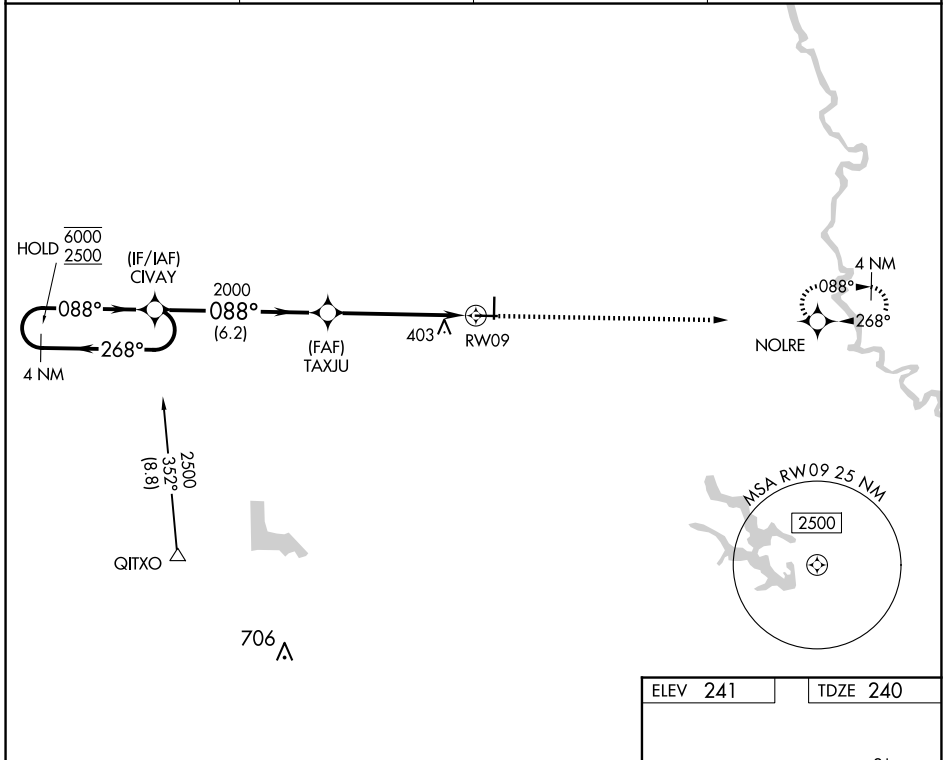 HOLD 6000
2500
(IF/IAF)
CIVAY
088°
268°
4 NM
2000
088°
(6.2)
(FAF)
TAXJU
403
RW09
4 NM
088°
268°
NOLRE
2500
352°
(8.8)
QITXO
706
MSA RW09 25 NM
2500
ELEV 241
TDZE 240